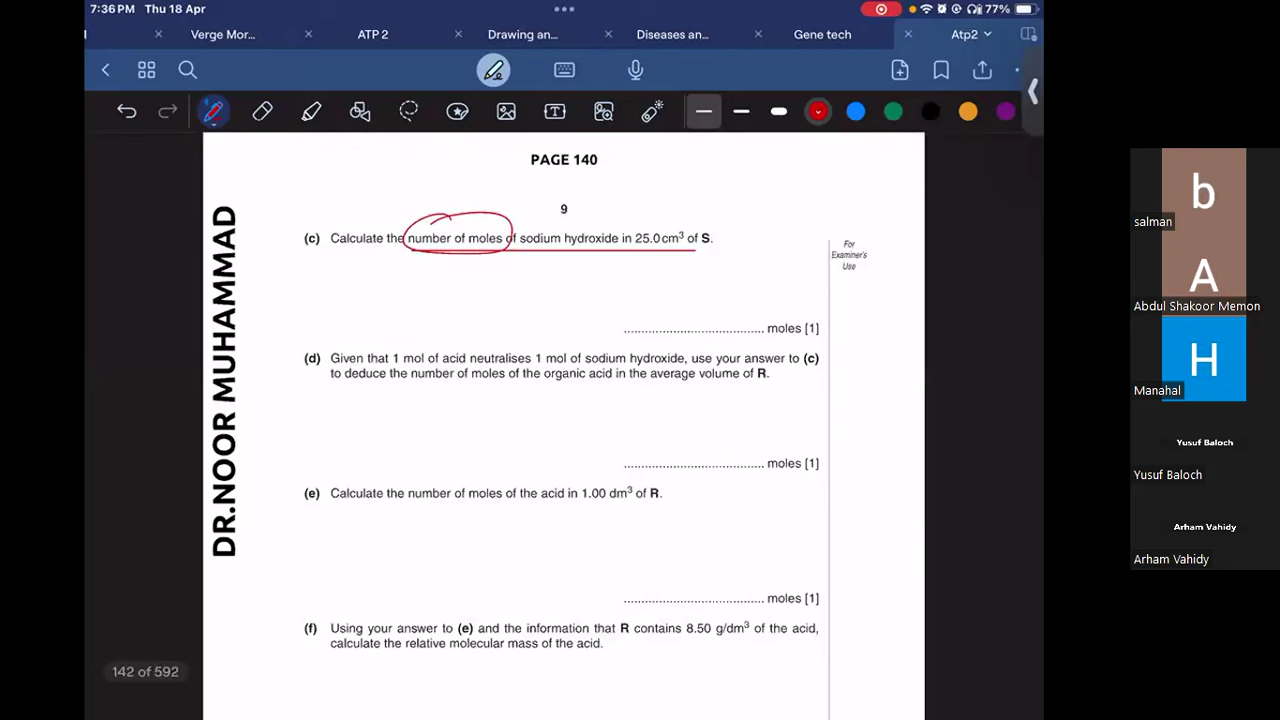 7:36 PM Thu 18 Apr
77%
Verge Mor...
ATP 2
Drawing an...
Diseases an...
Gene tech
Atp2
PAGE 140
9
(c) Calculate the number of moles of sodium hydroxide in 25.0 cm³ of S.
For
Examiner's
Use
.................................... moles [1]
(d) Given that 1 mol of acid neutralises 1 mol of sodium hydroxide, use your answer to (c)
to deduce the number of moles of the organic acid in the average volume of R.
.................................... moles [1]
(e) Calculate the number of moles of the acid in 1.00 dm³ of R.
.................................... moles [1]
(f) Using your answer to (e) and the information that R contains 8.50 g/dm³ of the acid,
calculate the relative molecular mass of the acid.
DR.NOOR MUHAMMAD
142 of 592
b
salman
A
Abdul Shakoor Memon
H
Manahal
Yusuf Baloch
Yusuf Baloch
Arham Vahidy
Arham Vahidy